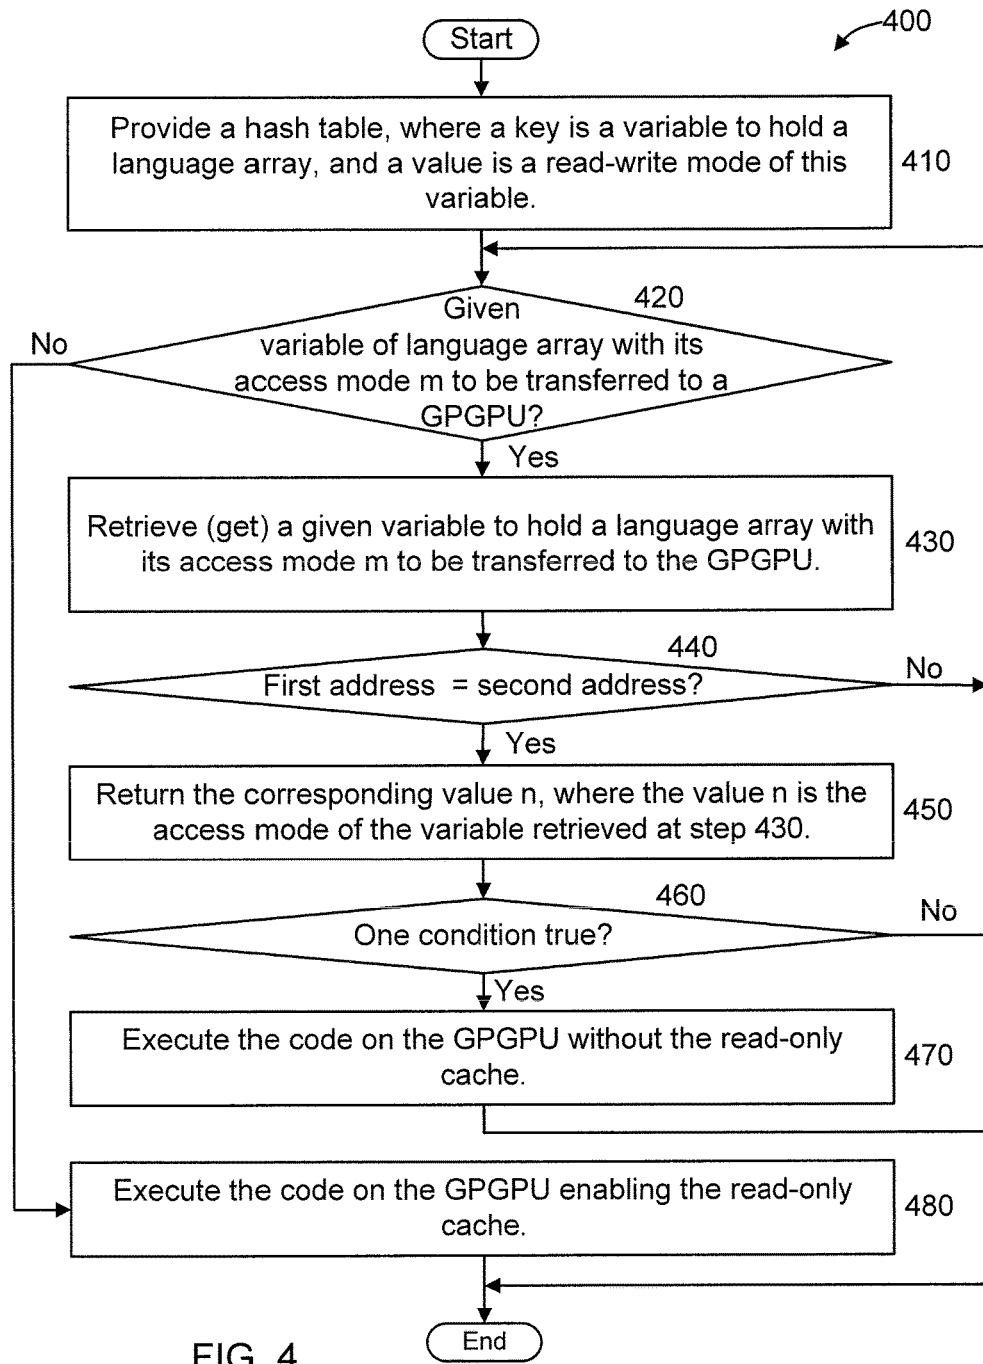 400
Start
Provide a hash table, where a key is a variable to hold a
language array, and a value is a read-write mode of this
variable.
410
420
Given
variable of language array with its
access mode m to be transferred to a
GPGPU?
No
Yes
Retrieve (get) a given variable to hold a language array with
its access mode m to be transferred to the GPGPU.
430
440
First address = second address?
No
Yes
Return the corresponding value n, where the value n is the
access mode of the variable retrieved at step 430.
450
460
One condition true?
No
Yes
Execute the code on the GPGPU without the read-only
cache.
470
Execute the code on the GPGPU enabling the read-only
cache.
480
End
FIG. 4